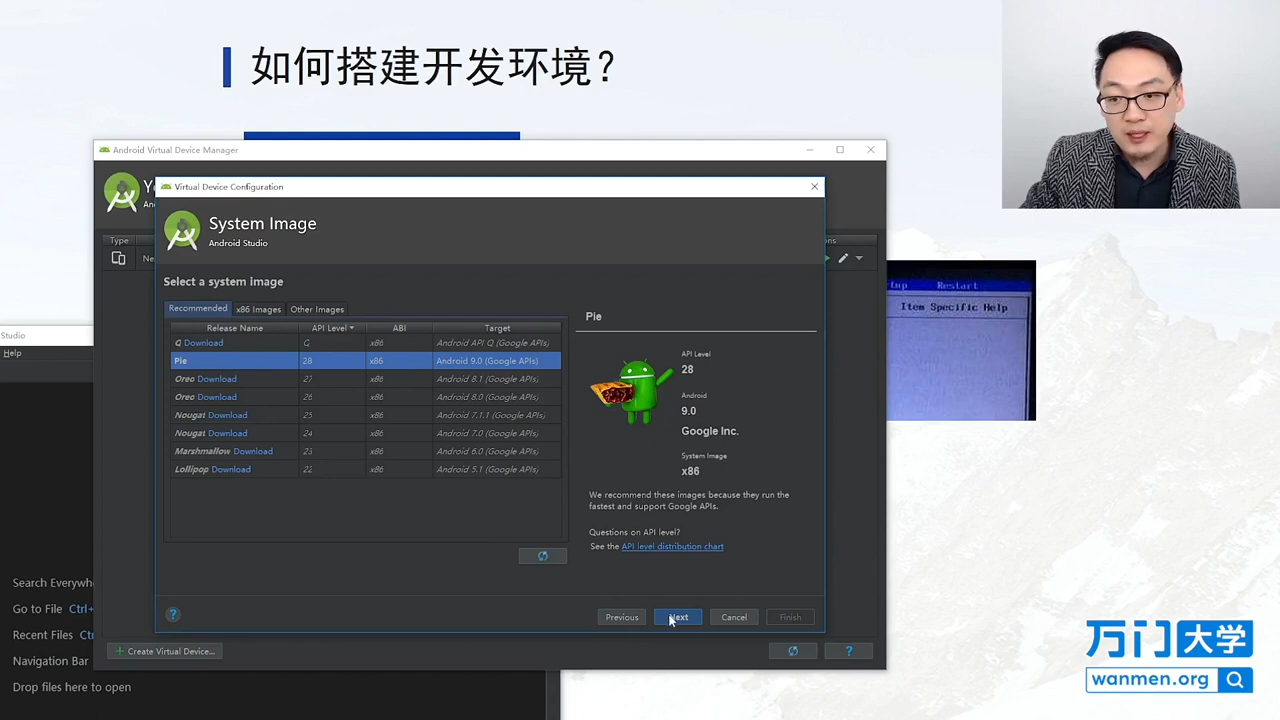 如何搭建开发环境？
Android Virtual Device Manager
Virtual Device Configuration
System Image
Android Studio
Type
Select a system image
Recommended
x86 Images
Other Images
Release Name API Level ABI Target
Q Download Q x86 Android API Q (Google APIs)
Pie 28 x86 Android 9.0 (Google APIs)
Oreo Download 27 x86 Android 8.1 (Google APIs)
Oreo Download 26 x86 Android 8.0 (Google APIs)
Nougat Download 25 x86 Android 7.1.1 (Google APIs)
Nougat Download 24 x86 Android 7.0 (Google APIs)
Marshmallow Download 23 x86 Android 6.0 (Google APIs)
Lollipop Download 22 x86 Android 5.1 (Google APIs)
Pie
API Level
28
Android
9.0
Google Inc.
System Image
x86
We recommend these images because they run the
fastest and support Google APIs.
Questions on API level?
See the API level distribution chart
?
Previous
Next
Cancel
Finish
+ Create Virtual Device...
?
Restart
Item Specific Help
Studio
Help
Search Everywhe
Go to File Ctrl+
Recent Files Ct
Navigation Bar
Drop files here to open
万门大学
wanmen.org